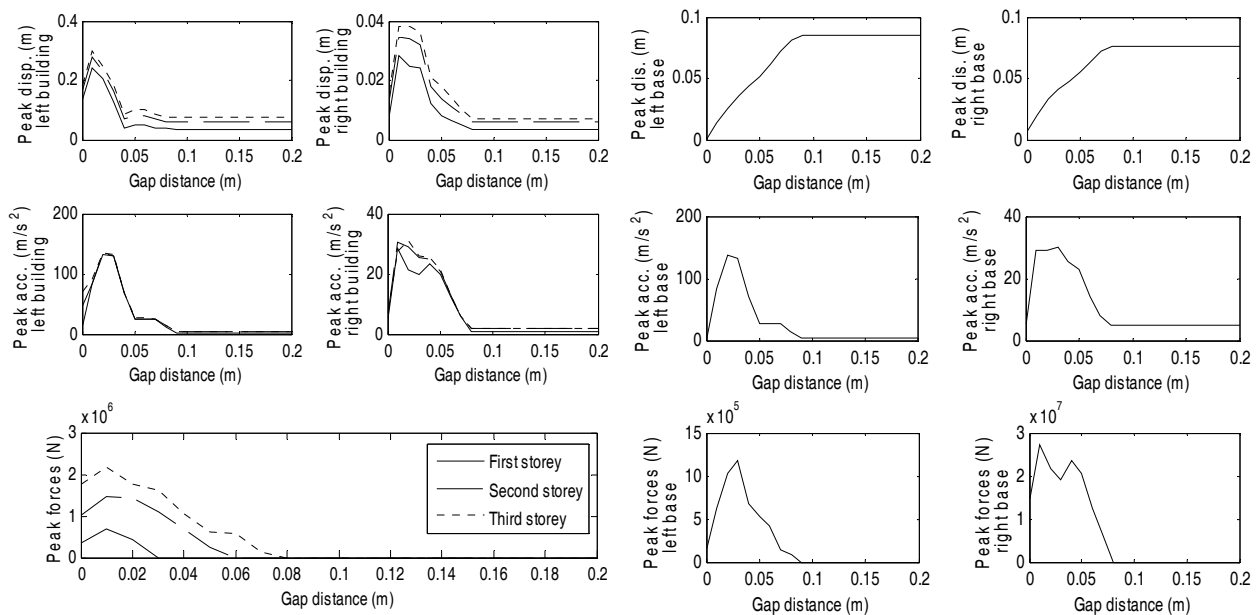 Peak disp. (m)
left building
0.4
0.2
0
0 0.05 0.1 0.15 0.2
Gap distance (m)
Peak disp. (m)
right building
0.04
0.02
0
0 0.05 0.1 0.15 0.2
Gap distance (m)
Peak dis. (m)
left base
0.1
0.05
0
0 0.05 0.1 0.15 0.2
Gap distance (m)
Peak dis. (m)
right base
0.1
0.05
0
0 0.05 0.1 0.15 0.2
Gap distance (m)
Peak acc. (m/s²)
left building
200
100
0
0 0.05 0.1 0.15 0.2
Gap distance (m)
Peak acc. (m/s²)
right building
40
20
0
0 0.05 0.1 0.15 0.2
Gap distance (m)
Peak acc. (m/s²)
left base
200
100
0
0 0.05 0.1 0.15 0.2
Gap distance (m)
Peak acc. (m/s²)
right base
40
20
0
0 0.05 0.1 0.15 0.2
Gap distance (m)
Peak forces (N)
x 10⁶
3
2
1
0
0 0.02 0.04 0.06 0.08 0.1 0.12 0.14 0.16 0.18 0.2
Gap distance (m)
First storey
Second storey
Third storey
Peak forces (N)
left base
x 10⁵
15
10
5
0
0 0.05 0.1 0.15 0.2
Gap distance (m)
Peak forces (N)
right base
x 10⁷
3
2
1
0
0 0.05 0.1 0.15 0.2
Gap distance (m)